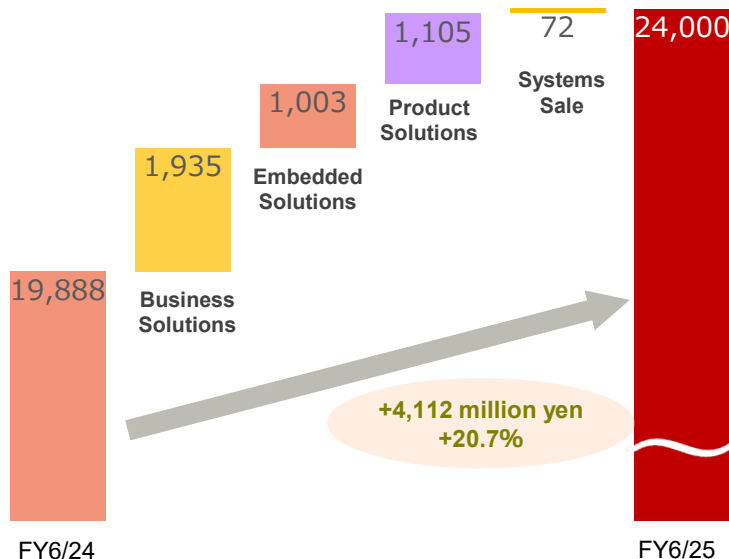 19,888
1,935
Business
Solutions
1,003
Embedded
Solutions
1,105
Product
Solutions
72
Systems
Sale
24,000
+4,112 million yen
+20.7%
FY6/24
FY6/25